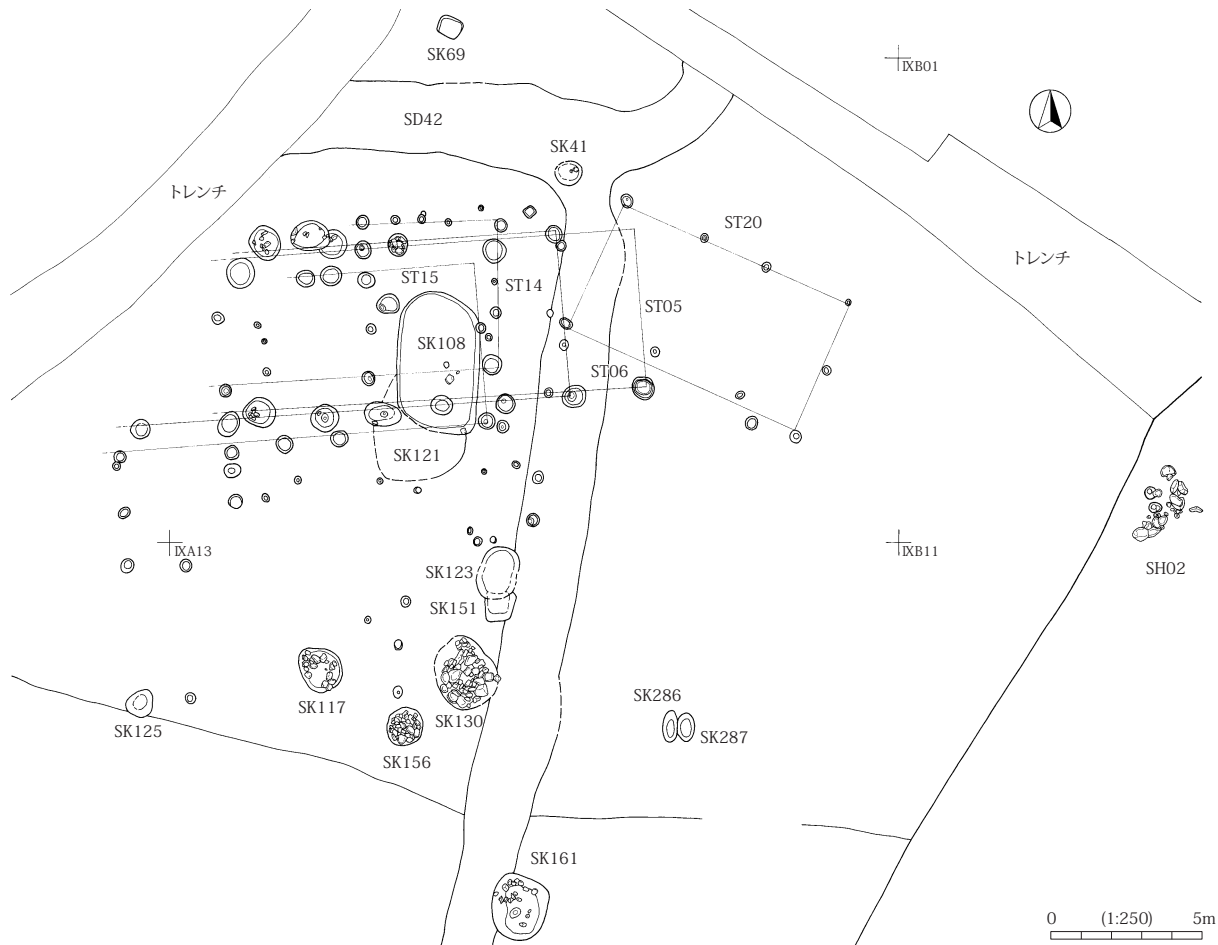 SK69
ⅨB01
SD42
SK41
トレンチ
ST20
トレンチ
ST15
ST14
ST05
SK108
ST06
SK121
ⅨA13
ⅨB11
SH02
SK123
SK151
SK117
SK130
SK125
SK156
SK286
SK287
SK161
0 (1:250) 5m